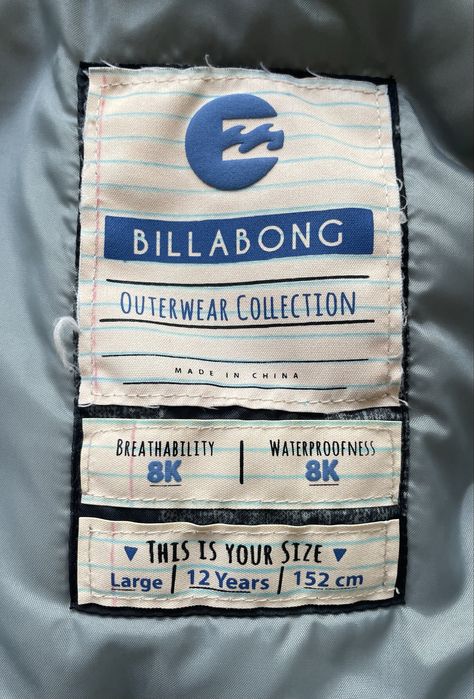 BILLABONG
OUTERWEAR COLLECTION
MADE IN CHINA
BREATHABILITY | WATERPROOFNESS
8K 8K
THIS IS YOUR SIZE
Large / 12 Years / 152 cm